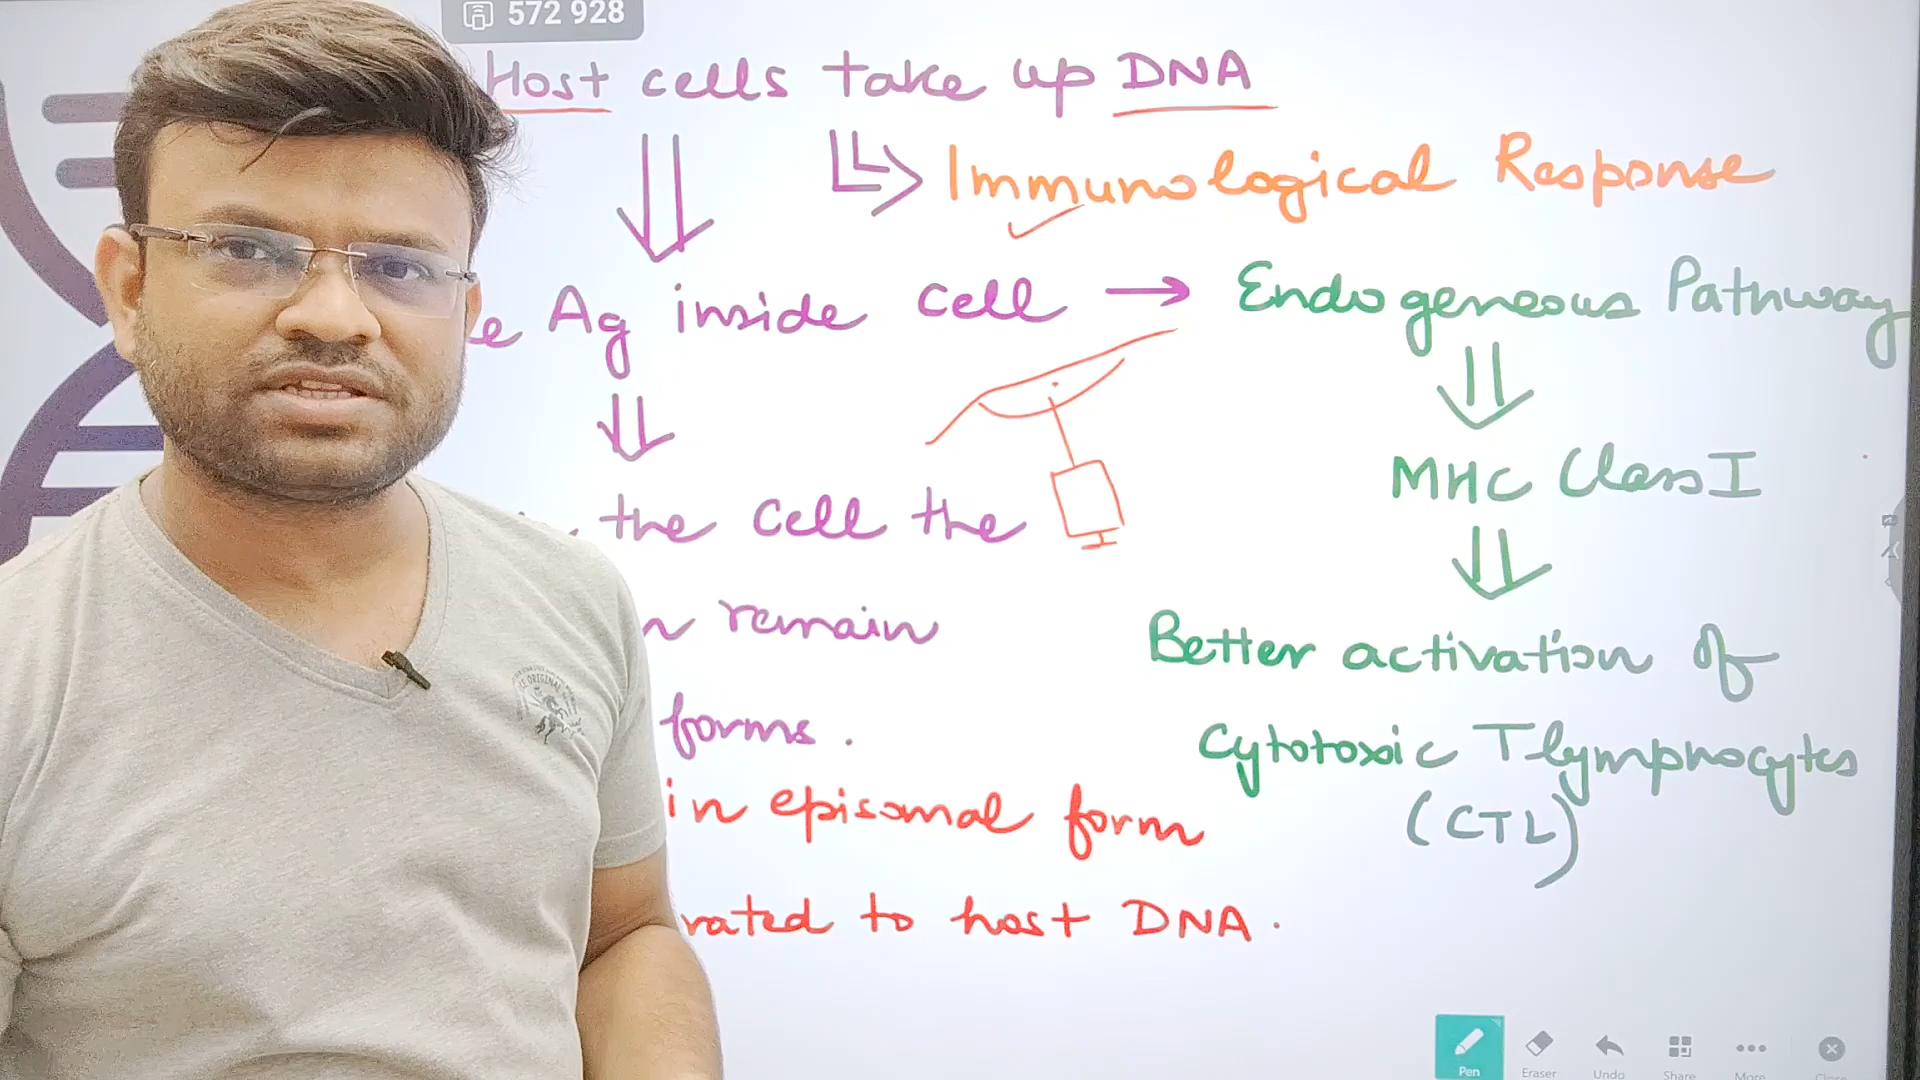 572 928
Host cells take up DNA
Immunological Response
Ag inside cell → Endogeneous Pathway
MHC Class I
the cell the
remain
Better activation of
forms.
Cytotoxic T lymphocytes
(CTL)
in episomal form
rated to host DNA.
ORIGINAL
Pen
Eraser
Undo
Share
More
Close